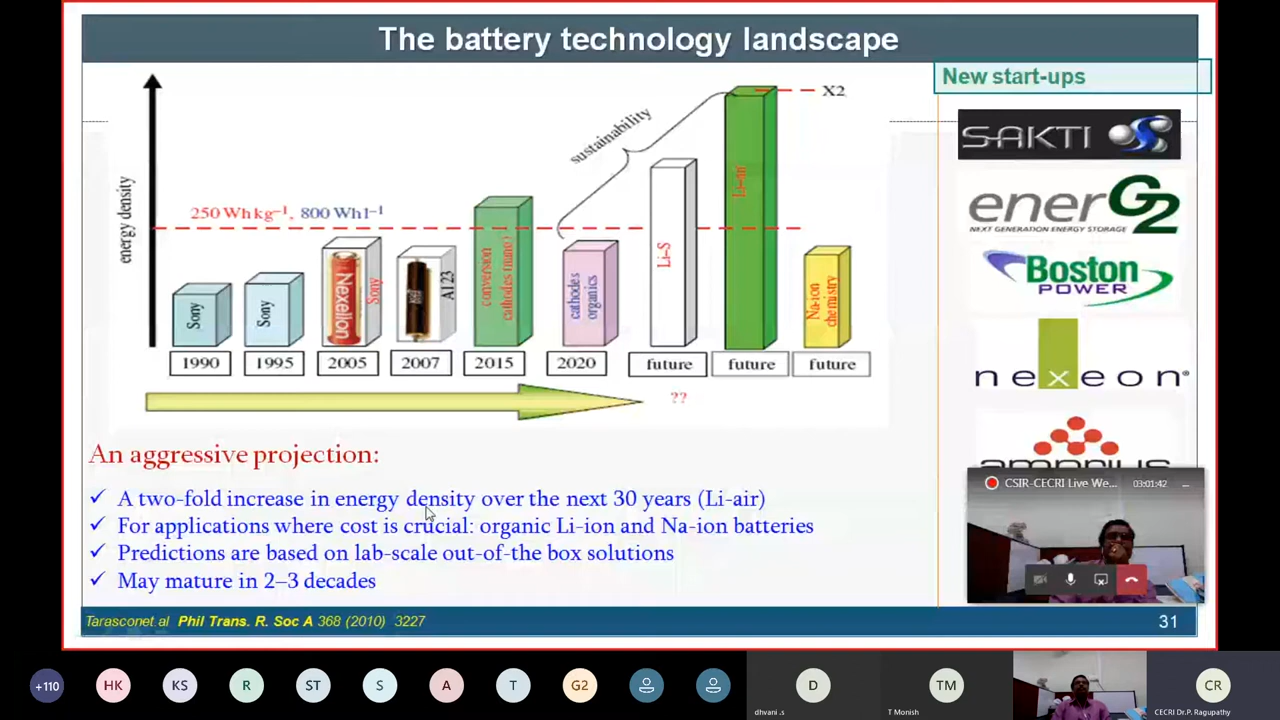 The battery technology landscape
New start-ups
X2
sustainability
energy density
250 Wh kg⁻¹, 800 Wh l⁻¹
Sony
Sony
Nexelion
Sony
A123
conversion
cathodes
cathodes
organics
Li–S
Li–air
Na-ion
chemistry
1990
1995
2005
2007
2015
2020
future
future
future
??
SAKTI
enerG2
NEXT GENERATION ENERGY STORAGE
Boston
POWER
nexeon
An aggressive projection:
✓ A two-fold increase in energy density over the next 30 years (Li-air)
✓ For applications where cost is crucial: organic Li-ion and Na-ion batteries
✓ Predictions are based on lab-scale out-of-the box solutions
✓ May mature in 2–3 decades
CSIR-CECRI Live We...
03:01:42
Tarasconet al Phil Trans. R. Soc A 368 (2010) 3227
31
+110
HK
KS
R
ST
S
A
T
G2
D
dhvani .s
TM
T Monish
CR
CECRI Dr.P. Ragupathy